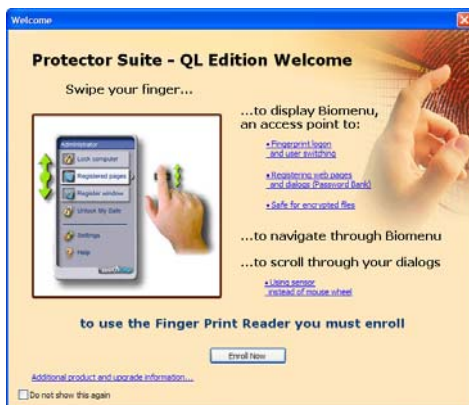 Welcome
Protector Suite - QL Edition Welcome
Swipe your finger...
Administrator
Lock computer
Registered pages
Register window
Unlock My Safe
Settings
Help
...to display Biomenu,
an access point to:
• Fingerprint logon
and user switching
• Registering web pages
and dialogs (Password Bank)
• Safe for encrypted files
...to navigate through Biomenu
...to scroll through your dialogs
• Using sensor
instead of mouse wheel
to use the Finger Print Reader you must enroll
Enroll Now
Additional product and upgrade information...
Do not show this again